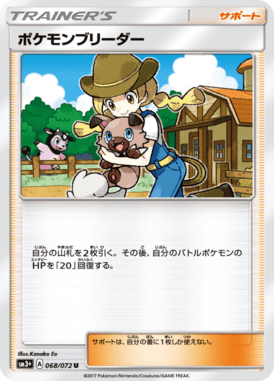 TRAINER'S
サポート
ポケモンブリーダー
自分の山札を2枚引く。その後、自分のバトルポケモンの
HPを「20」回復する。
サポートは、自分の番に1枚しか使えない。
Illus.Kanako Eo
SM3+ A 068/072 U
©2017 Pokémon/Nintendo/Creatures/GAME FREAK.